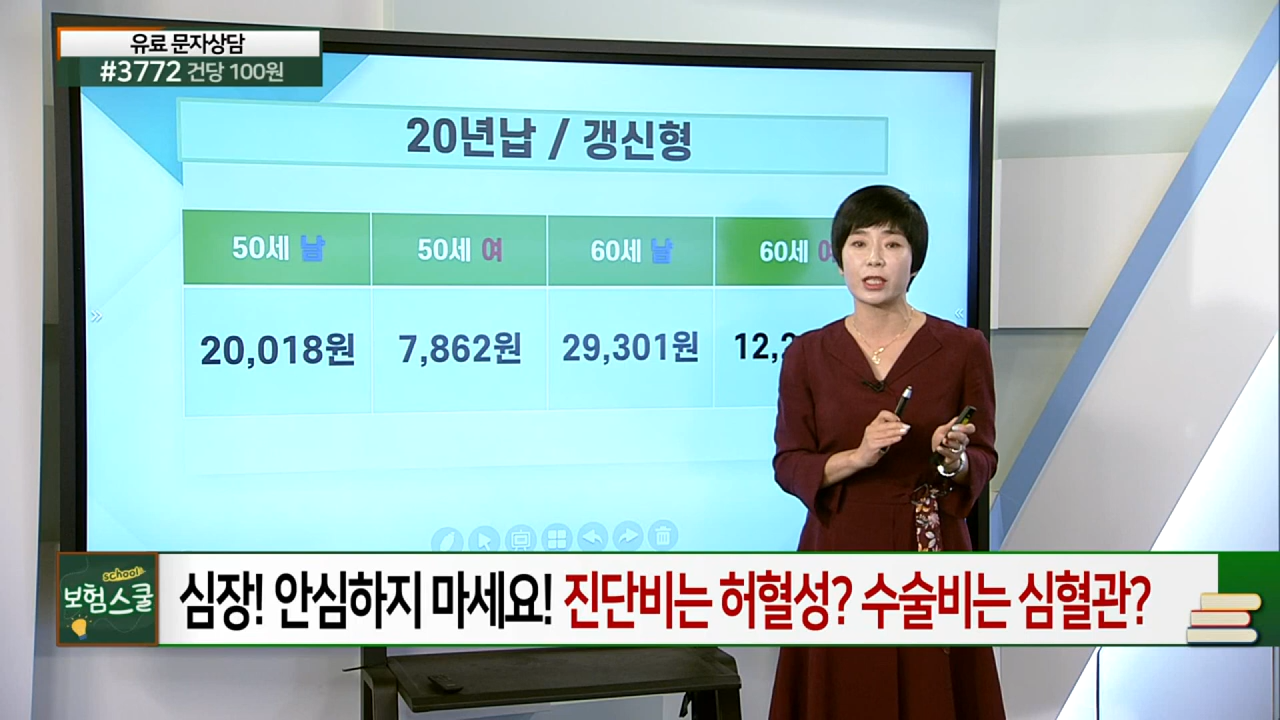 유료 문자상담
#3772 건당 100원
20년납 / 갱신형
50세 남 50세 여 60세 남 60세 여
20,018원 7,862원 29,301원
school
보험스쿨
심장! 안심하지 마세요! 진단비는 허혈성? 수술비는 심혈관?